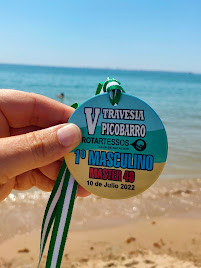 V TRAVESIA
PICOBARRO
ROTARTESSOS
1º MASCULINO
MASTER 40
10 de Julio 2022